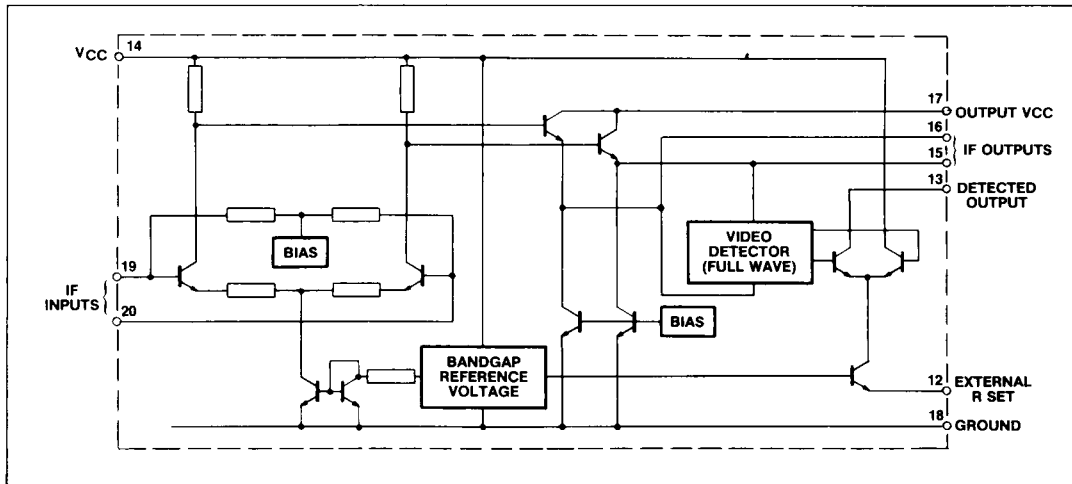 VCC
14
17
OUTPUT VCC
16
IF OUTPUTS
15
13
DETECTED
OUTPUT
VIDEO
DETECTOR
(FULL WAVE)
BIAS
19
IF
INPUTS
20
BIAS
BANDGAP
REFERENCE
VOLTAGE
12
EXTERNAL
R SET
18
GROUND